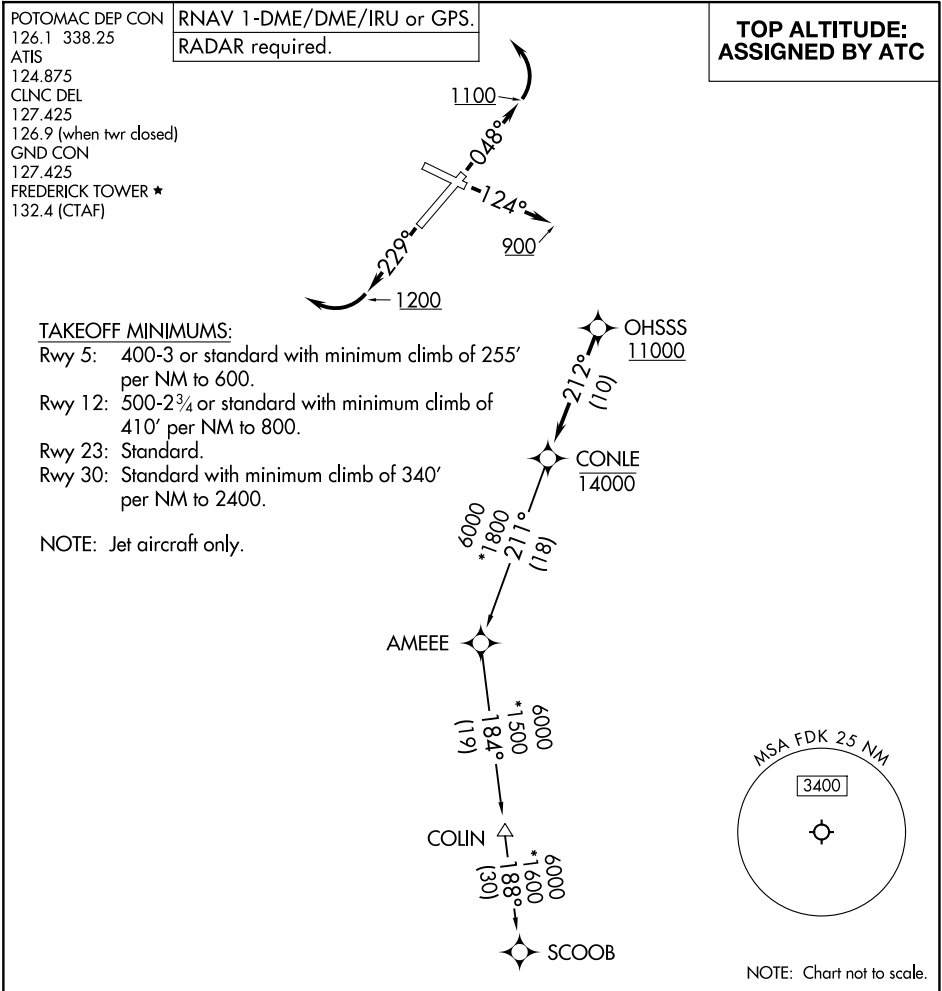 POTOMAC DEP CON
126.1 338.25
ATIS
124.875
CLNC DEL
127.425
126.9 (when twr closed)
GND CON
127.425
FREDERICK TOWER ★
132.4 (CTAF)
RNAV 1-DME/DME/IRU or GPS.
RADAR required.
TOP ALTITUDE:
ASSIGNED BY ATC
1100
048°
124°
900
229°
1200
TAKEOFF MINIMUMS:
Rwy 5: 400-3 or standard with minimum climb of 255'
per NM to 600.
Rwy 12: 500-2¾ or standard with minimum climb of
410' per NM to 800.
Rwy 23: Standard.
Rwy 30: Standard with minimum climb of 340'
per NM to 2400.
NOTE: Jet aircraft only.
OHSSS
11000
212°
(10)
CONLE
14000
6000
*1800
211°
(18)
AMEEE
6000
*1500
184°
(19)
COLIN
6000
*1600
188°
(30)
SCOOB
MSA FDK 25 NM
3400
NOTE: Chart not to scale.